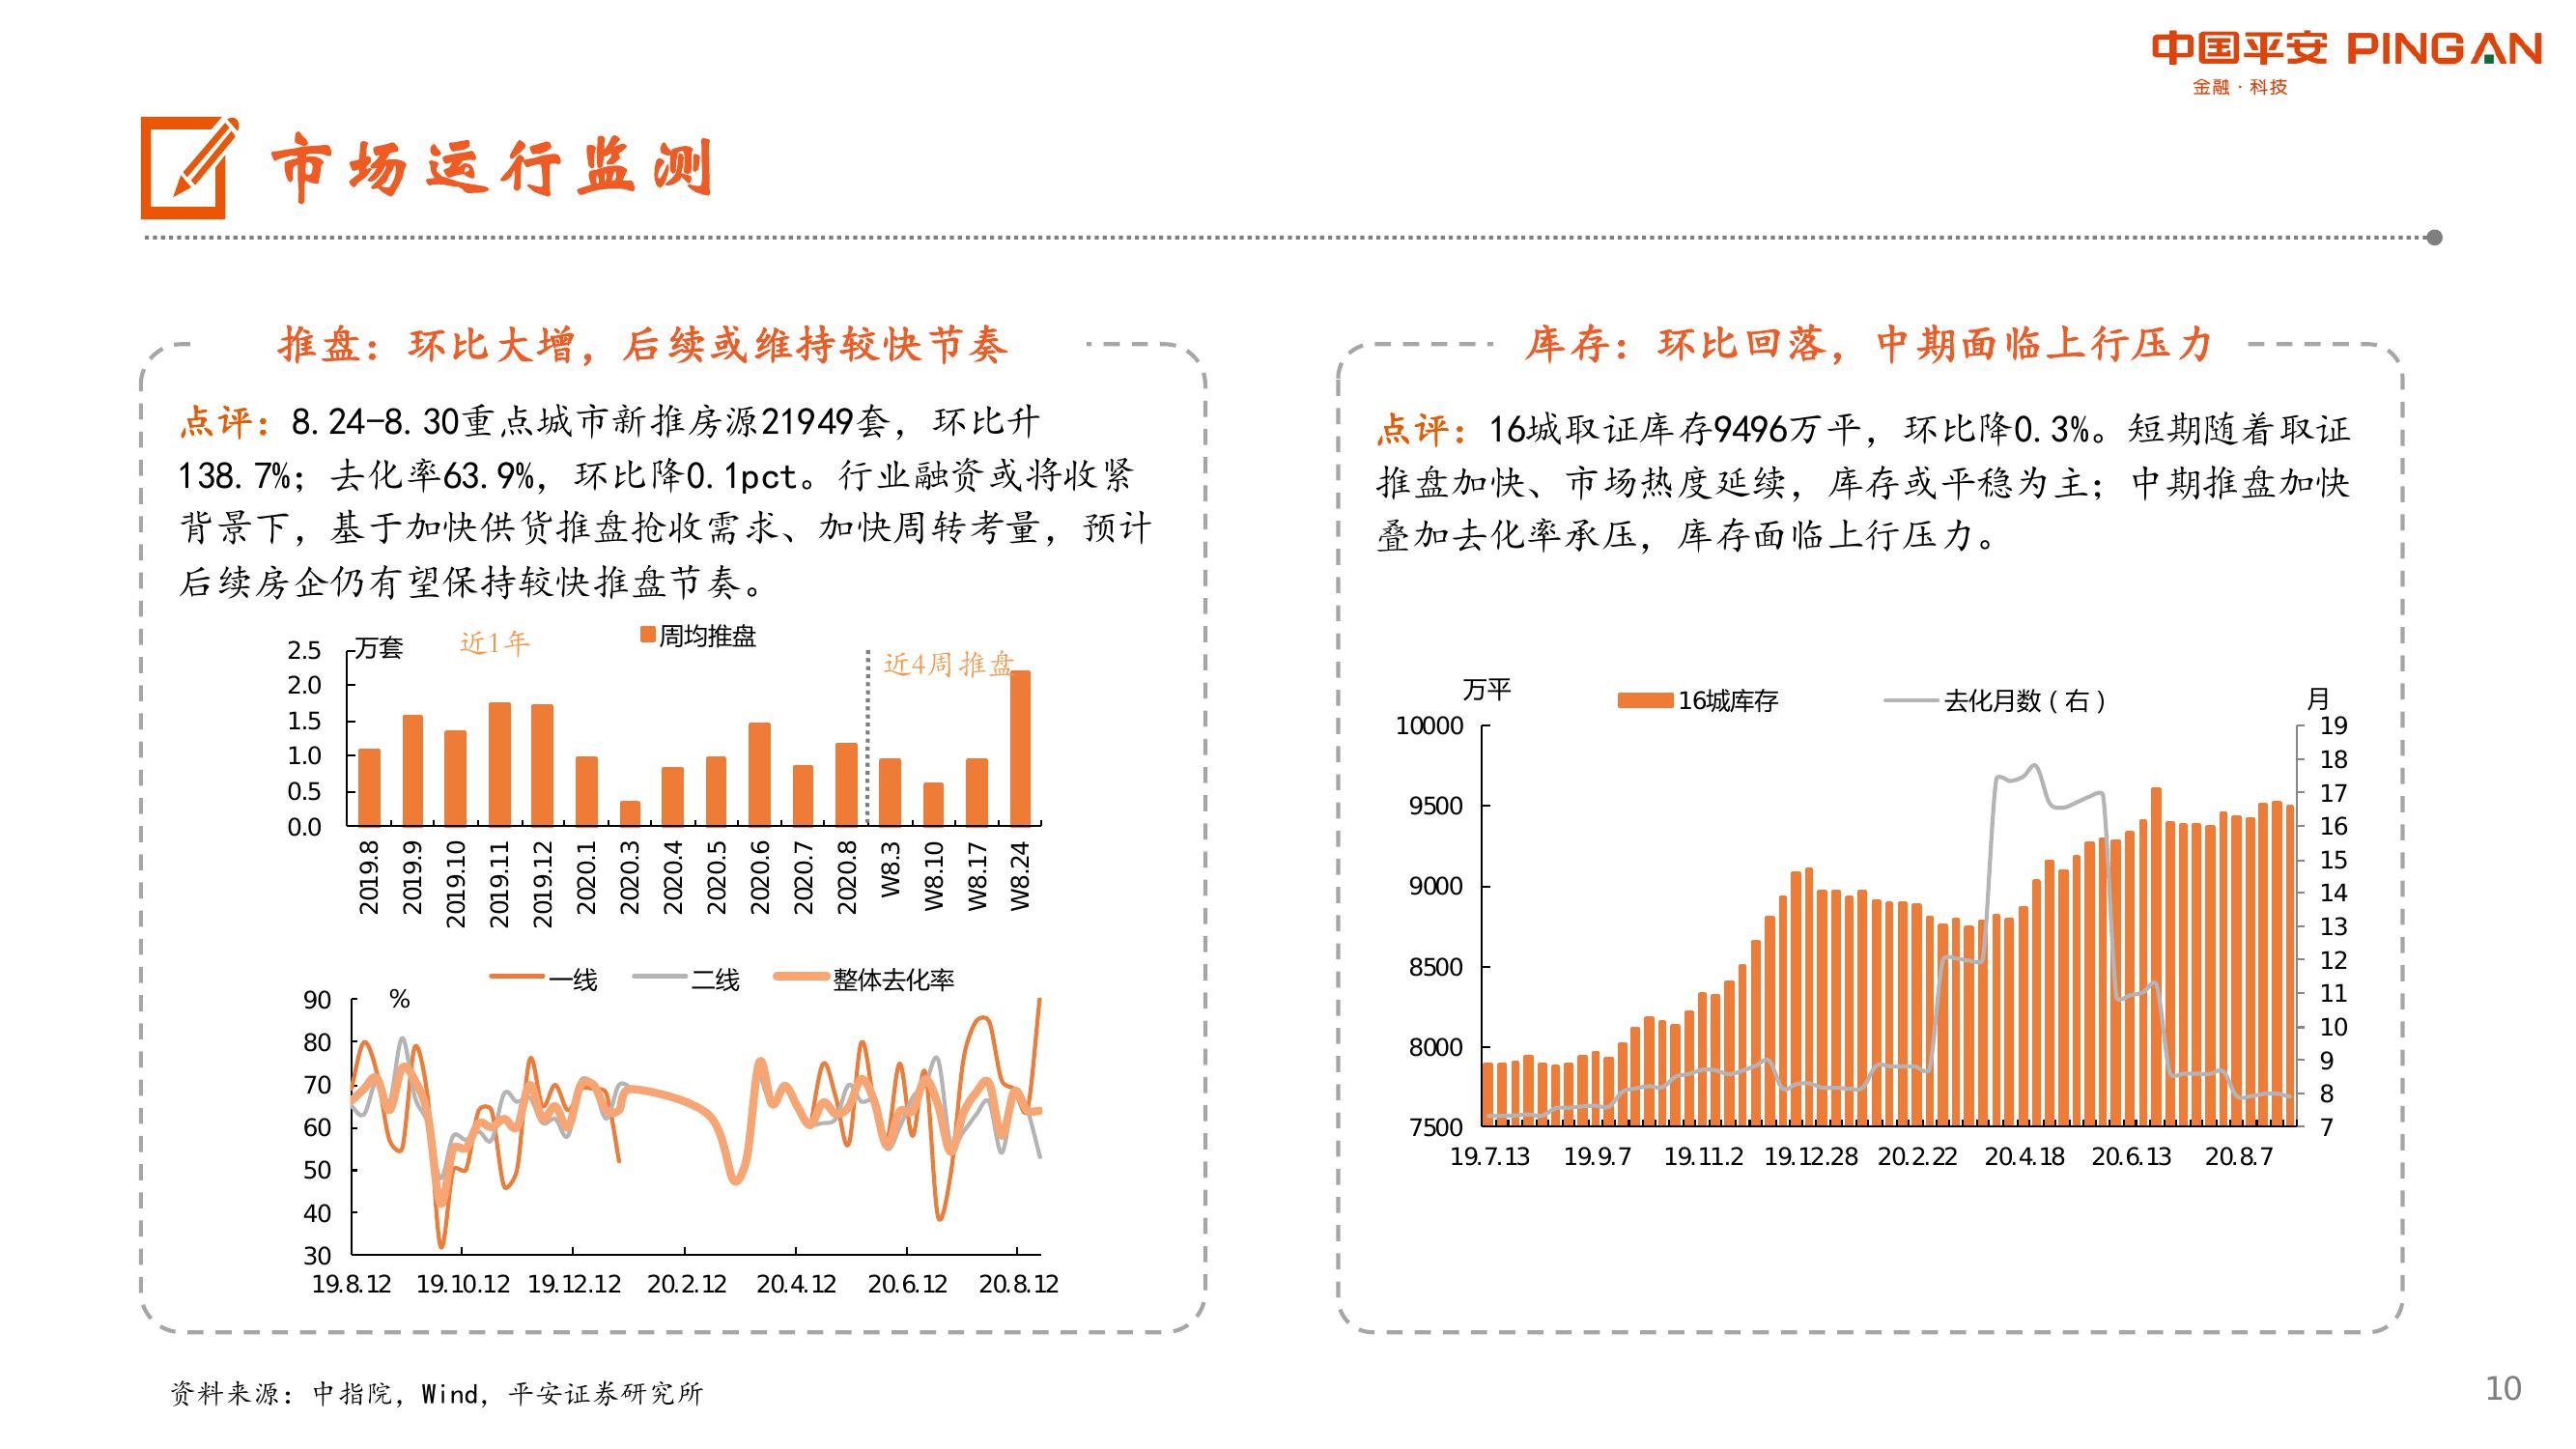 中国平安 PINGAN
金融·科技
市场运行监测
推盘：环比大增，后续或维持较快节奏
点评：8.24-8.30重点城市新推房源21949套，环比升
138.7%；去化率63.9%，环比降0.1pct。行业融资或将收紧
背景下，基于加快供货推盘抢收需求、加快周转考量，预计
后续房企仍有望保持较快推盘节奏。
万套
近1年
周均推盘
近4周推盘
2.5
2.0
1.5
1.0
0.5
0.0
2019.8
2019.9
2019.10
2019.11
2019.12
2020.1
2020.3
2020.4
2020.5
2020.6
2020.7
2020.8
W8.3
W8.10
W8.17
W8.24
一线
二线
整体去化率
%
90
80
70
60
50
40
30
19.8.12
19.10.12
19.12.12
20.2.12
20.4.12
20.6.12
20.8.12
库存：环比回落，中期面临上行压力
点评：16城取证库存9496万平，环比降0.3%。短期随着取证
推盘加快、市场热度延续，库存或平稳为主；中期推盘加快
叠加去化率承压，库存面临上行压力。
万平
16城库存
去化月数（右）
月
10000
9500
9000
8500
8000
7500
19
18
17
16
15
14
13
12
11
10
9
8
7
19.7.13
19.9.7
19.11.2
19.12.28
20.2.22
20.4.18
20.6.13
20.8.7
资料来源：中指院，Wind，平安证券研究所
10